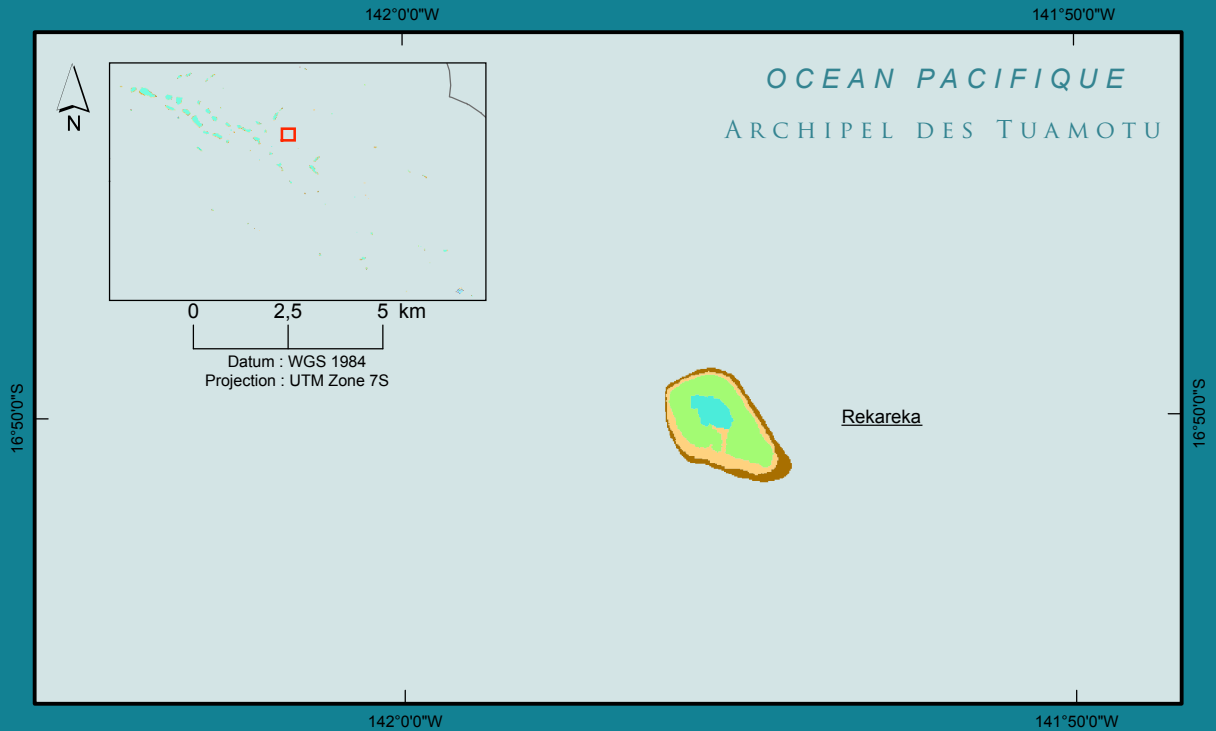 142°0'0"W
141°50'0"W
OCEAN PACIFIQUE
ARCHIPEL DES TUAMOTU
N
0 2,5 5 km
Datum : WGS 1984
Projection : UTM Zone 7S
16°50'0"S
Rekareka
16°50'0"S
142°0'0"W
141°50'0"W